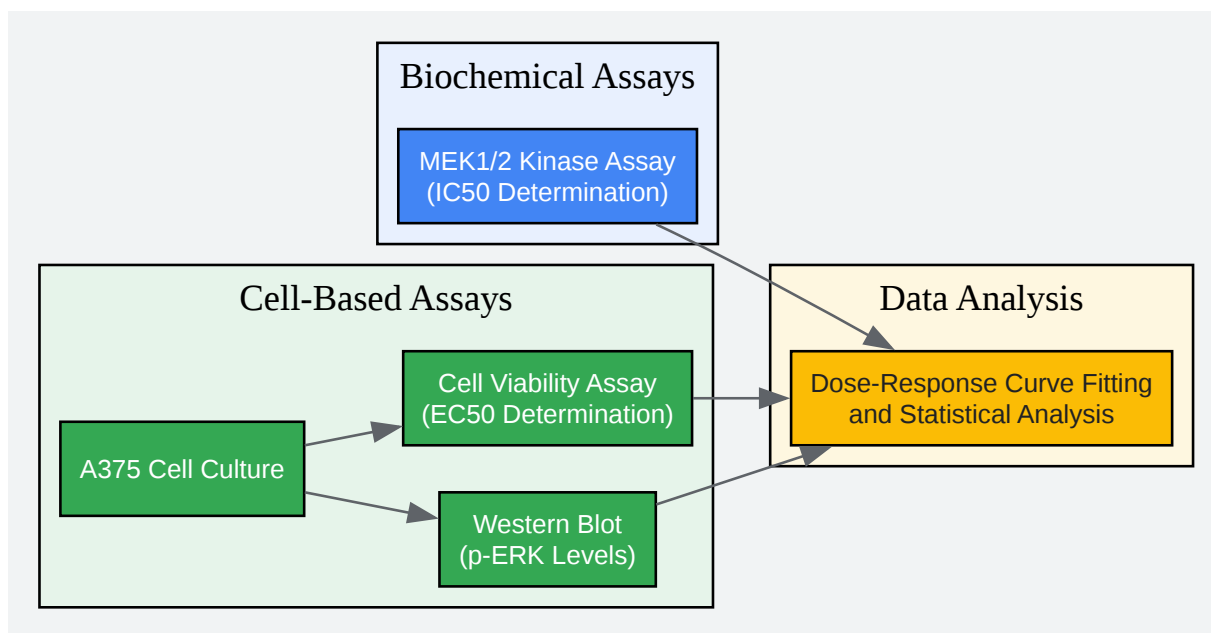 Biochemical Assays
MEK1/2 Kinase Assay
(IC50 Determination)
Cell-Based Assays
A375 Cell Culture
Cell Viability Assay
(EC50 Determination)
Western Blot
(p-ERK Levels)
Data Analysis
Dose-Response Curve Fitting
and Statistical Analysis